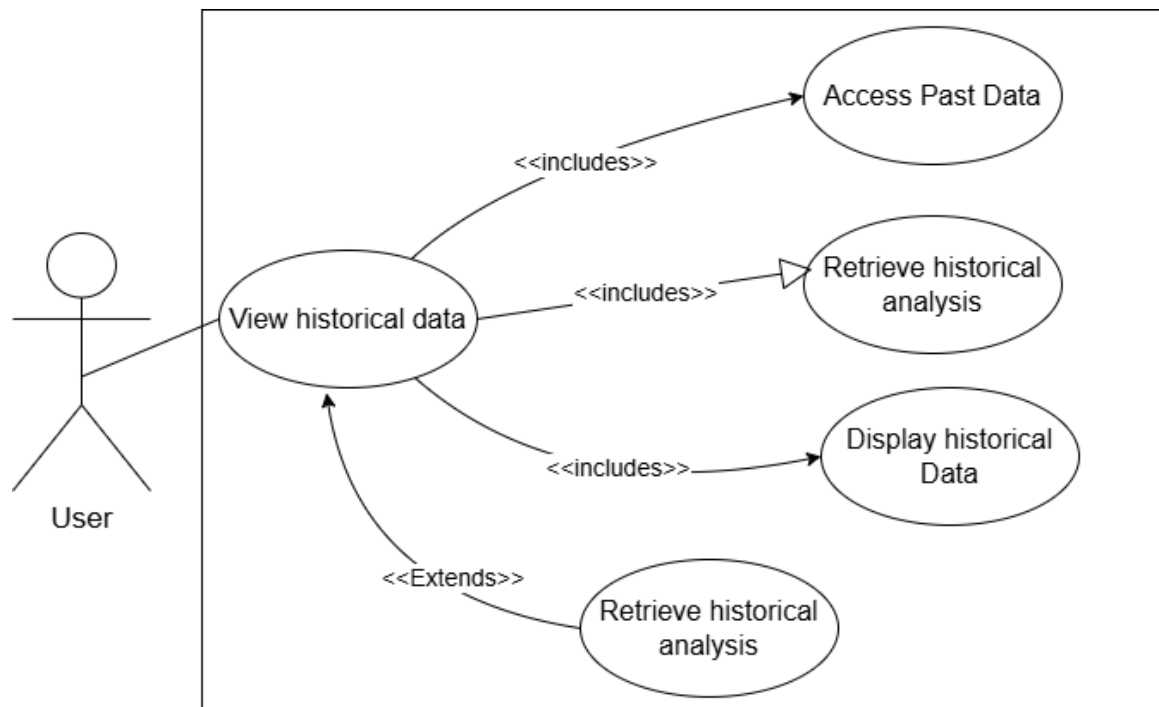 Access Past Data
<<includes>>
Retrieve historical
analysis
<<includes>>
View historical data
Display historical
Data
<<includes>>
User
<<Extends>>
Retrieve historical
analysis